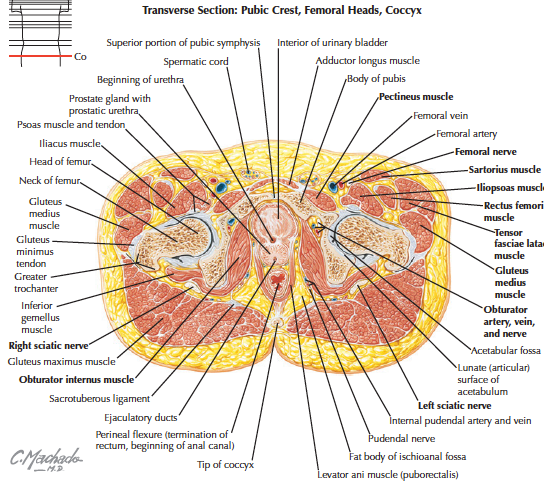 Transverse Section: Pubic Crest, Femoral Heads, Coccyx
Co
Superior portion of pubic symphysis
Interior of urinary bladder
Spermatic cord
Adductor longus muscle
Beginning of urethra
Body of pubis
Prostate gland with
prostatic urethra
Pectineus muscle
Psoas muscle and tendon
Femoral vein
Iliacus muscle
Femoral artery
Head of femur
Femoral nerve
Neck of femur
Sartorius muscle
Gluteus
medius
muscle
Iliopsoas muscl
Rectus femori
muscle
Gluteus
minimus
tendon
Tensor
fasciae latae
muscle
Greater
trochanter
Gluteus
medius
muscle
Inferior
gemellus
muscle
Obturator
artery, vein,
and nerve
Right sciatic nerve
Acetabular fossa
Gluteus maximus muscle
Lunate (articular)
surface of
acetabulum
Obturator internus muscle
Sacrotuberous ligament
Left sciatic nerve
Ejaculatory ducts
Internal pudendal artery and vein
Perineal flexure (termination of
rectum, beginning of anal canal)
Pudendal nerve
Tip of coccyx
Fat body of ischioanal fossa
Levator ani muscle (puborectalis)
C. Machado
M.D